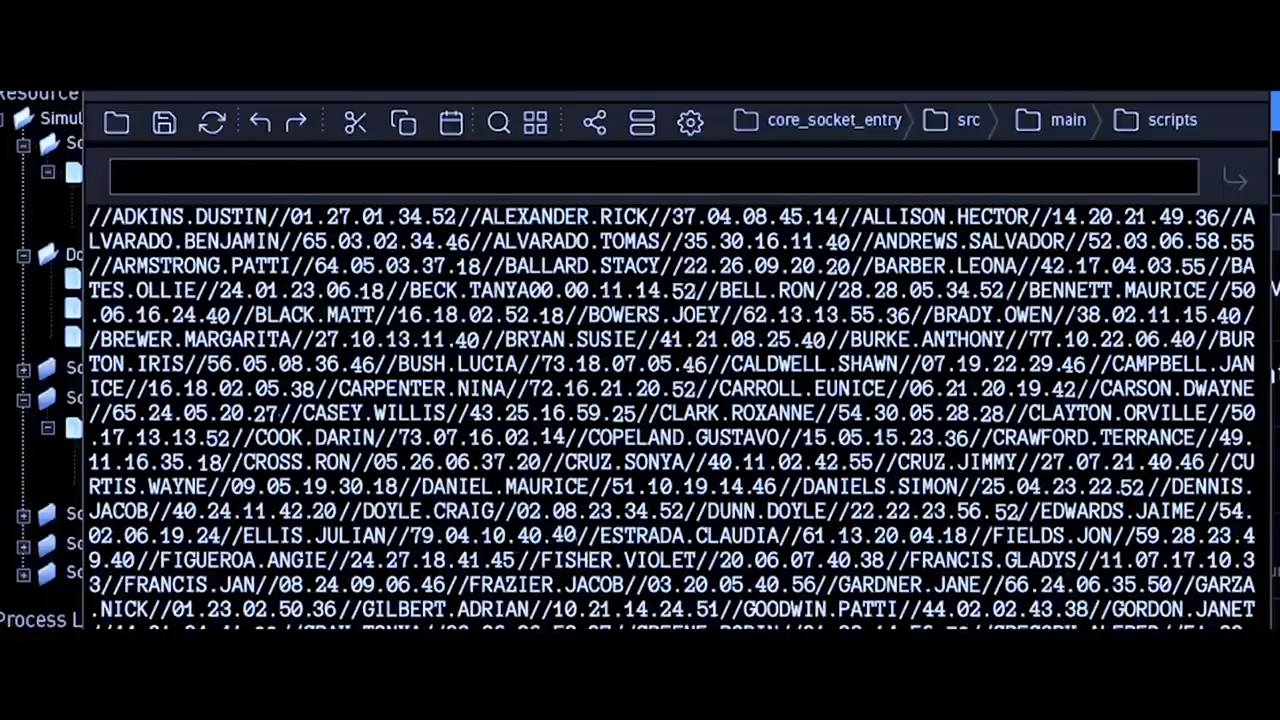 Resource
Simul
core_socket_entry
src
main
scripts
//ADKINS.DUSTIN//01.27.01.34.52//ALEXANDER.RICK//37.04.08.45.14//ALLISON.HECTOR//14.20.21.49.36//A
LVARADO.BENJAMIN//65.03.02.34.46//ALVARADO.TOMAS//35.30.16.11.40//ANDREWS.SALVADOR//52.03.06.58.55
//ARMSTRONG.PATTI//64.05.03.37.18//BALLARD.STACY//22.26.09.20.20//BARBER.LEONA//42.17.04.03.55//BA
TES.OLLIE//24.01.23.06.18//BECK.TANYA00.00.11.14.52//BELL.RON//28.28.05.34.52//BENNETT.MAURICE//50
.06.16.24.40//BLACK.MATT//16.18.02.52.18//BOWERS.JOEY//62.13.13.55.36//BRADY.OWEN//38.02.11.15.40/
/BREWER.MARGARITA//27.10.13.11.40//BRYAN.SUSIE//41.21.08.25.40//BURKE.ANTHONY//77.10.22.06.40//BUR
TON.IRIS//56.05.08.36.46//BUSH.LUCIA//73.18.07.05.46//CALDWELL.SHAWN//07.19.22.29.46//CAMPBELL.JAN
ICE//16.18.02.05.38//CARPENTER.NINA//72.16.21.20.52//CARROLL.EUNICE//06.21.20.19.42//CARSON.DWAYNE
//65.24.05.20.27//CASEY.WILLIS//43.25.16.59.25//CLARK.ROXANNE//54.30.05.28.28//CLAYTON.ORVILLE//50
.17.13.13.52//COOK.DARIN//73.07.16.02.14//COPELAND.GUSTAVO//15.05.15.23.36//CRAWFORD.TERRANCE//49.
11.16.35.18//CROSS.RON//05.26.06.37.20//CRUZ.SONYA//40.11.02.42.55//CRUZ.JIMMY//27.07.21.40.46//CU
RTIS.WAYNE//09.05.19.30.18//DANIEL.MAURICE//51.10.19.14.46//DANIELS.SIMON//25.04.23.22.52//DENNIS.
JACOB//40.24.11.42.20//DOYLE.CRAIG//02.08.23.34.52//DUNN.DOYLE//22.22.23.56.52//EDWARDS.JAIME//54.
02.06.19.24//ELLIS.JULIAN//79.04.10.40.40//ESTRADA.CLAUDIA//61.13.20.04.18//FIELDS.JON//59.28.23.4
9.40//FIGUEROA.ANGIE//24.27.18.41.45//FISHER.VIOLET//20.06.07.40.38//FRANCIS.GLADYS//11.07.17.10.3
3//FRANCIS.JAN//08.24.09.06.46//FRAZIER.JACOB//03.20.05.40.56//GARDNER.JANE//66.24.06.35.50//GARZA
.NICK//01.23.02.50.36//GILBERT.ADRIAN//10.21.14.24.51//GOODWIN.PATTI//44.02.02.43.38//GORDON.JANET
Process L